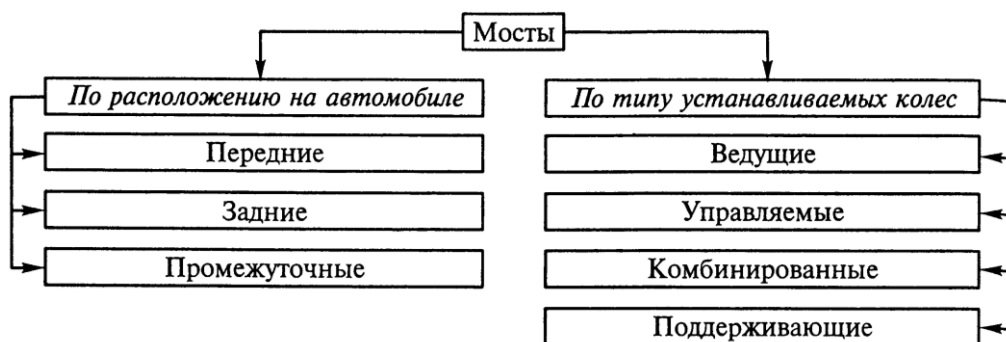 Мосты
По расположению на автомобиле
Передние
Задние
Промежуточные
По типу устанавливаемых колес
Ведущие
Управляемые
Комбинированные
Поддерживающие